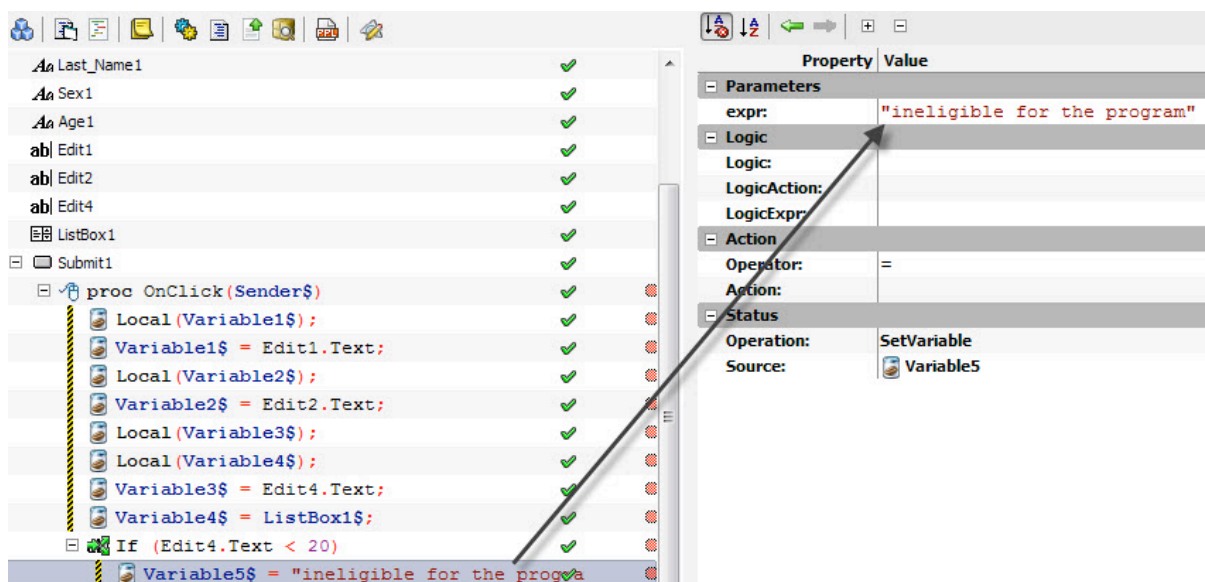 Last_Name1
Sex1
Age1
ab| Edit1
ab| Edit2
ab| Edit4
ListBox1
Submit1
proc OnClick(Sender$)
Local(Variable1$);
Variable1$ = Edit1.Text;
Local(Variable2$);
Variable2$ = Edit2.Text;
Local(Variable3$);
Local(Variable4$);
Variable3$ = Edit4.Text;
Variable4$ = ListBox1$;
If (Edit4.Text < 20)
Variable5$ = "ineligible for the progra
Property Value
Parameters
expr: "ineligible for the program"
Logic
Logic:
LogicAction:
LogicExpr:
Action
Operator: =
Action:
Status
Operation: SetVariable
Source: Variable5